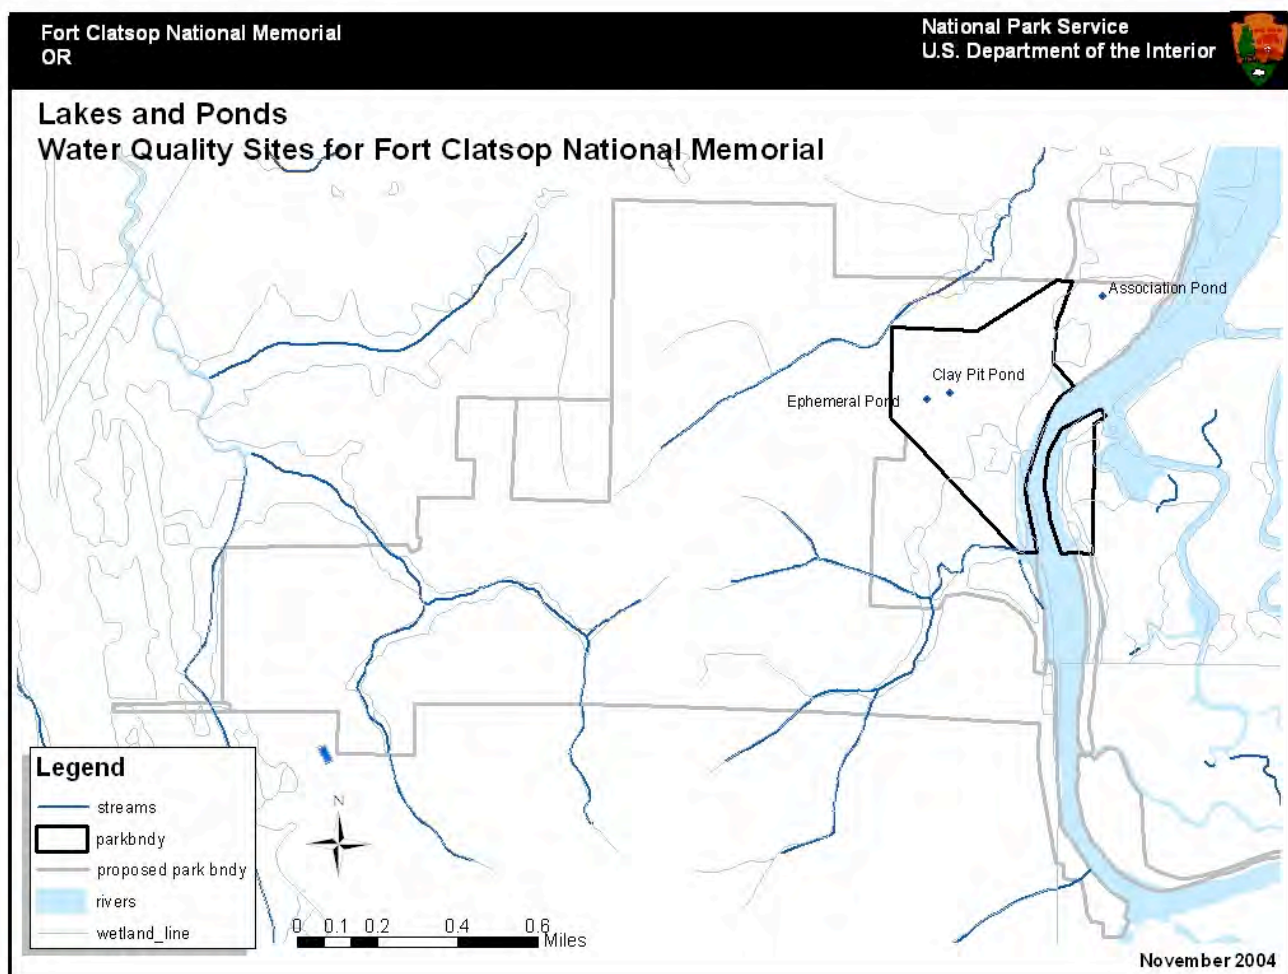 Fort Clatsop National Memorial
OR
National Park Service
U.S. Department of the Interior
Lakes and Ponds
Water Quality Sites for Fort Clatsop National Memorial
Association Pond
Clay Pit Pond
Ephemeral Pond
Legend
streams
parkbndy
proposed park bndy
rivers
wetland_line
N
0 0.1 0.2 0.4 0.6
Miles
November 2004